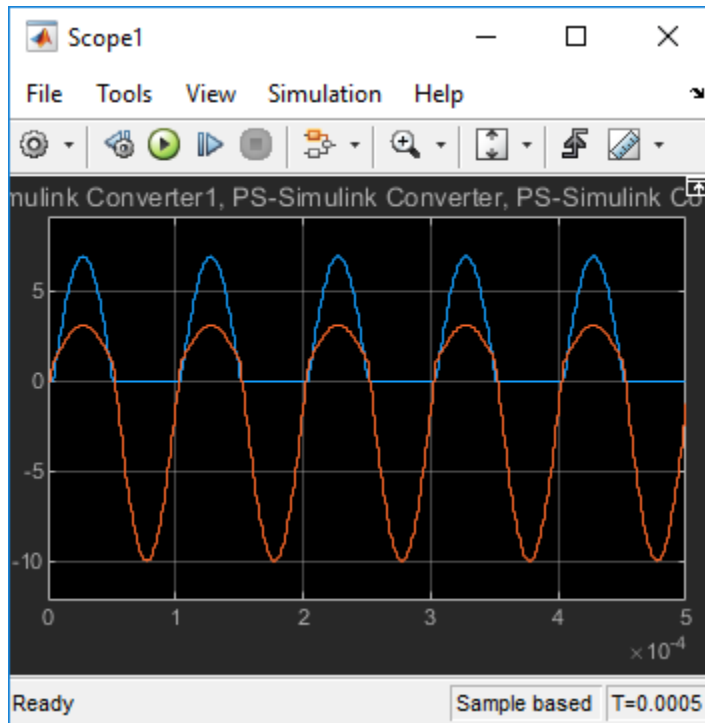 Scope1
File Tools View Simulation Help
mulink Converter1, PS-Simulink Converter, PS-Simulink Co
5
0
-5
-10
0 1 2 3 4 5
×10-4
Ready Sample based T=0.0005